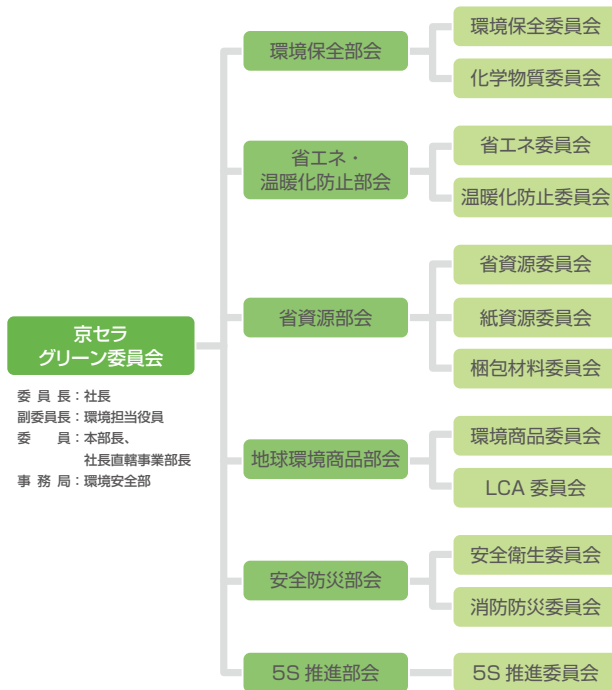 京セラ
グリーン委員会
委 員 長：社長
副委員長：環境担当役員
委　　員：本部長、
社長直轄事業部長
事 務 局：環境安全部
環境保全部会
環境保全委員会
化学物質委員会
省エネ・
温暖化防止部会
省エネ委員会
温暖化防止委員会
省資源部会
省資源委員会
紙資源委員会
梱包材料委員会
地球環境商品部会
環境商品委員会
LCA 委員会
安全防災部会
安全衛生委員会
消防防災委員会
5S 推進部会
5S 推進委員会